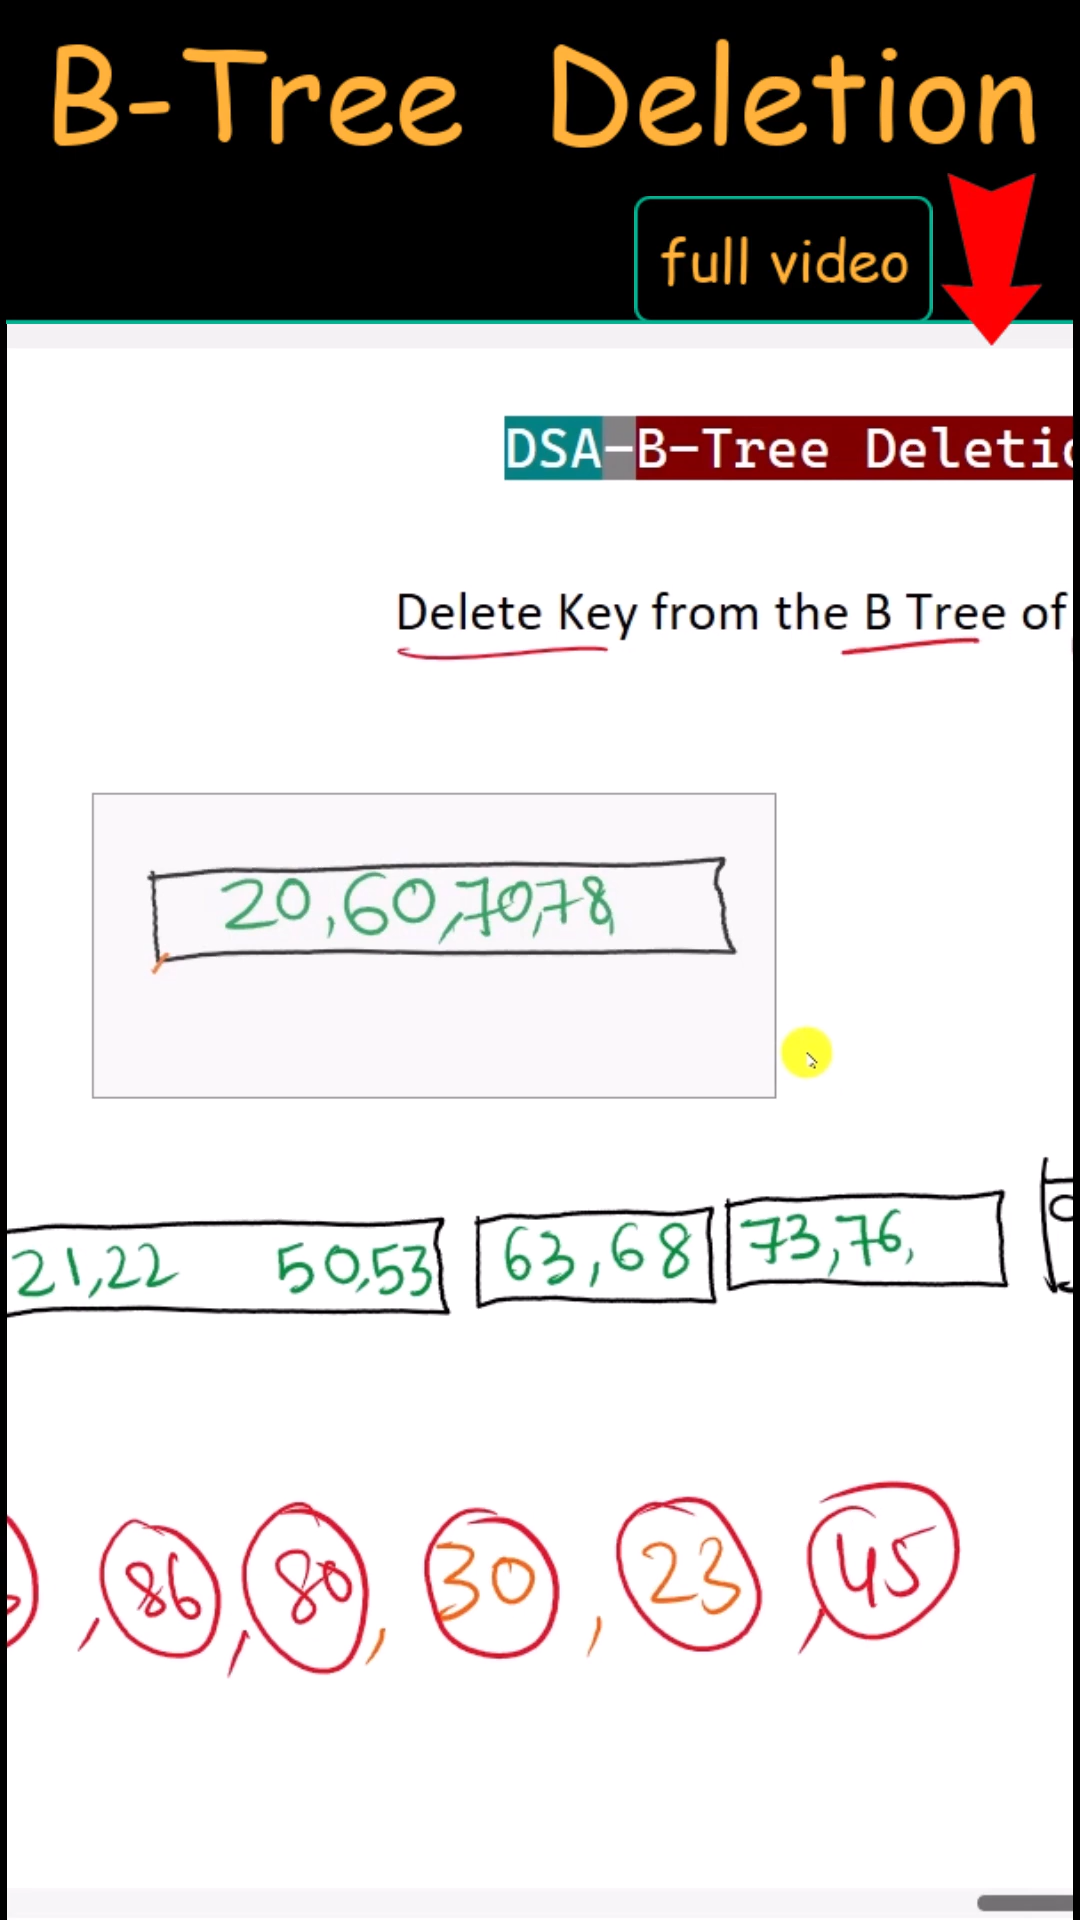 B-Tree Deletion
full video
DSA-B-Tree Deletio
Delete Key from the B Tree of
20,60,70,78
21,22 50,53 63,68 73,76,
,86,80,30,23,45